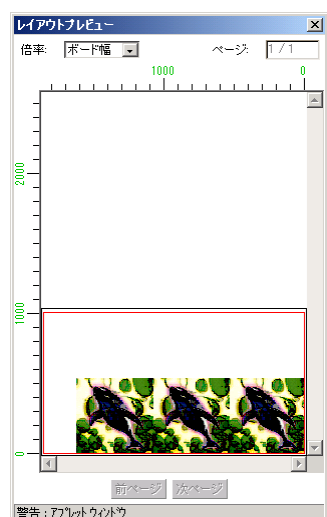 レイアウトプレビュー
倍率: ボード幅 ページ: 1 / 1
1000 0
2000
1000
0
前ページ 次ページ
警告 : アプレット ウィンドウ